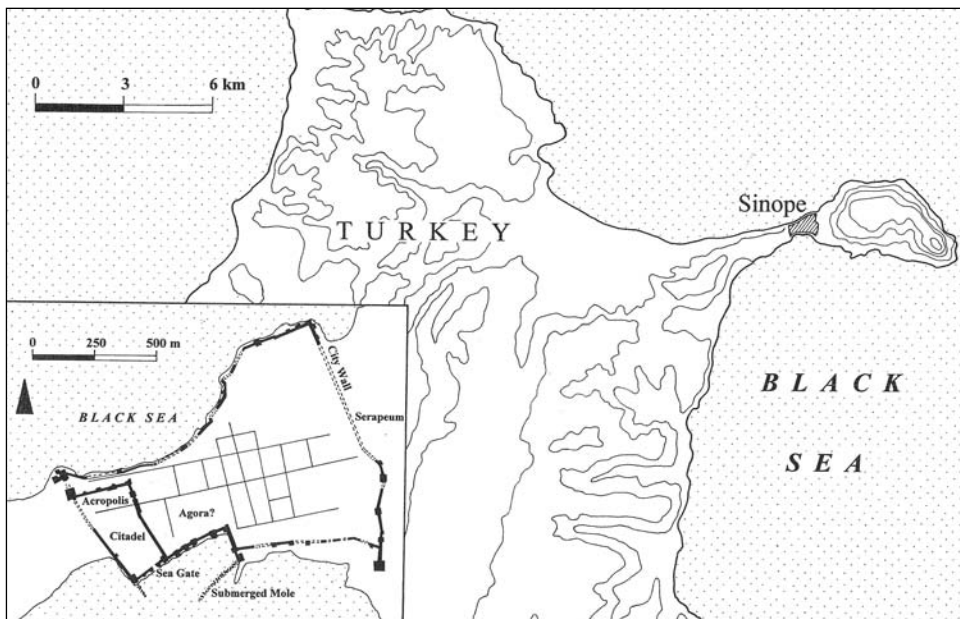 0 3 6 km
Sinope
TURKEY
BLACK
SEA
0 250 500 m
BLACK SEA
City Wall
Serapeum
Acropolis
Citadel
Agora?
Sea Gate
Submerged Mole